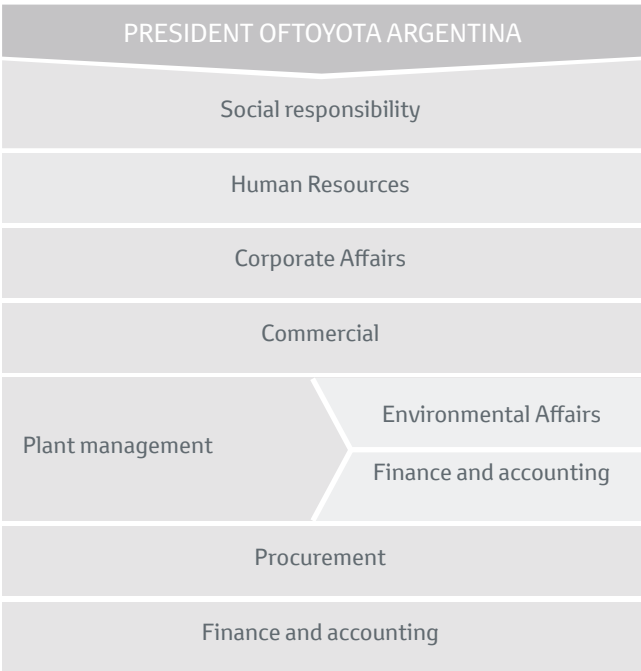 PRESIDENT OFTOYOTA ARGENTINA
Social responsibility
Human Resources
Corporate Affairs
Commercial
Plant management
Environmental Affairs
Finance and accounting
Procurement
Finance and accounting